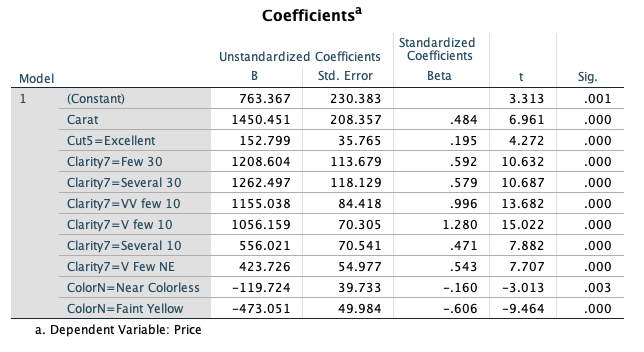 Coefficientsᵃ
Unstandardized Coefficients Standardized Coefficients
Model B Std. Error Beta t Sig.
1 (Constant) 763.367 230.383 3.313 .001
Carat 1450.451 208.357 .484 6.961 .000
Cut5=Excellent 152.799 35.765 .195 4.272 .000
Clarity7=Few 30 1208.604 113.679 .592 10.632 .000
Clarity7=Several 30 1262.497 118.129 .579 10.687 .000
Clarity7=VV few 10 1155.038 84.418 .996 13.682 .000
Clarity7=V few 10 1056.159 70.305 1.280 15.022 .000
Clarity7=Several 10 556.021 70.541 .471 7.882 .000
Clarity7=V Few NE 423.726 54.977 .543 7.707 .000
ColorN=Near Colorless -119.724 39.733 -.160 -3.013 .003
ColorN=Faint Yellow -473.051 49.984 -.606 -9.464 .000
a. Dependent Variable: Price